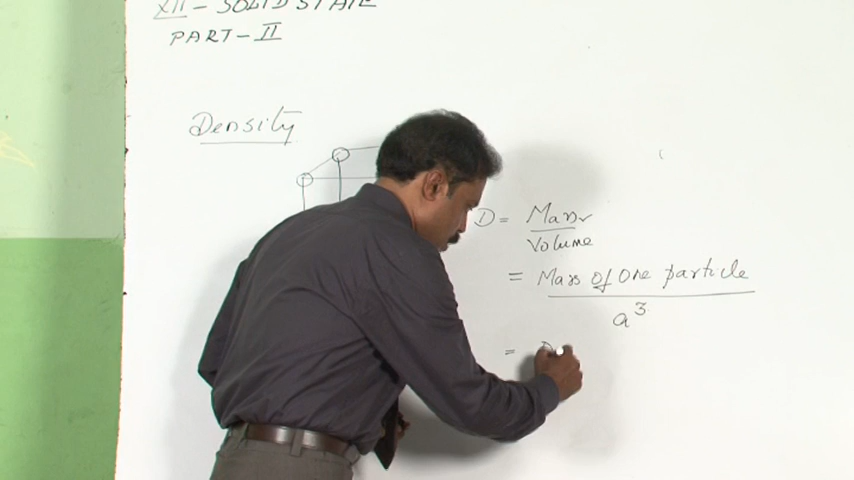 XII - SOLID STATE
PART - II
Density
D = Mass
Volume
= Mass of One particle
a³
=